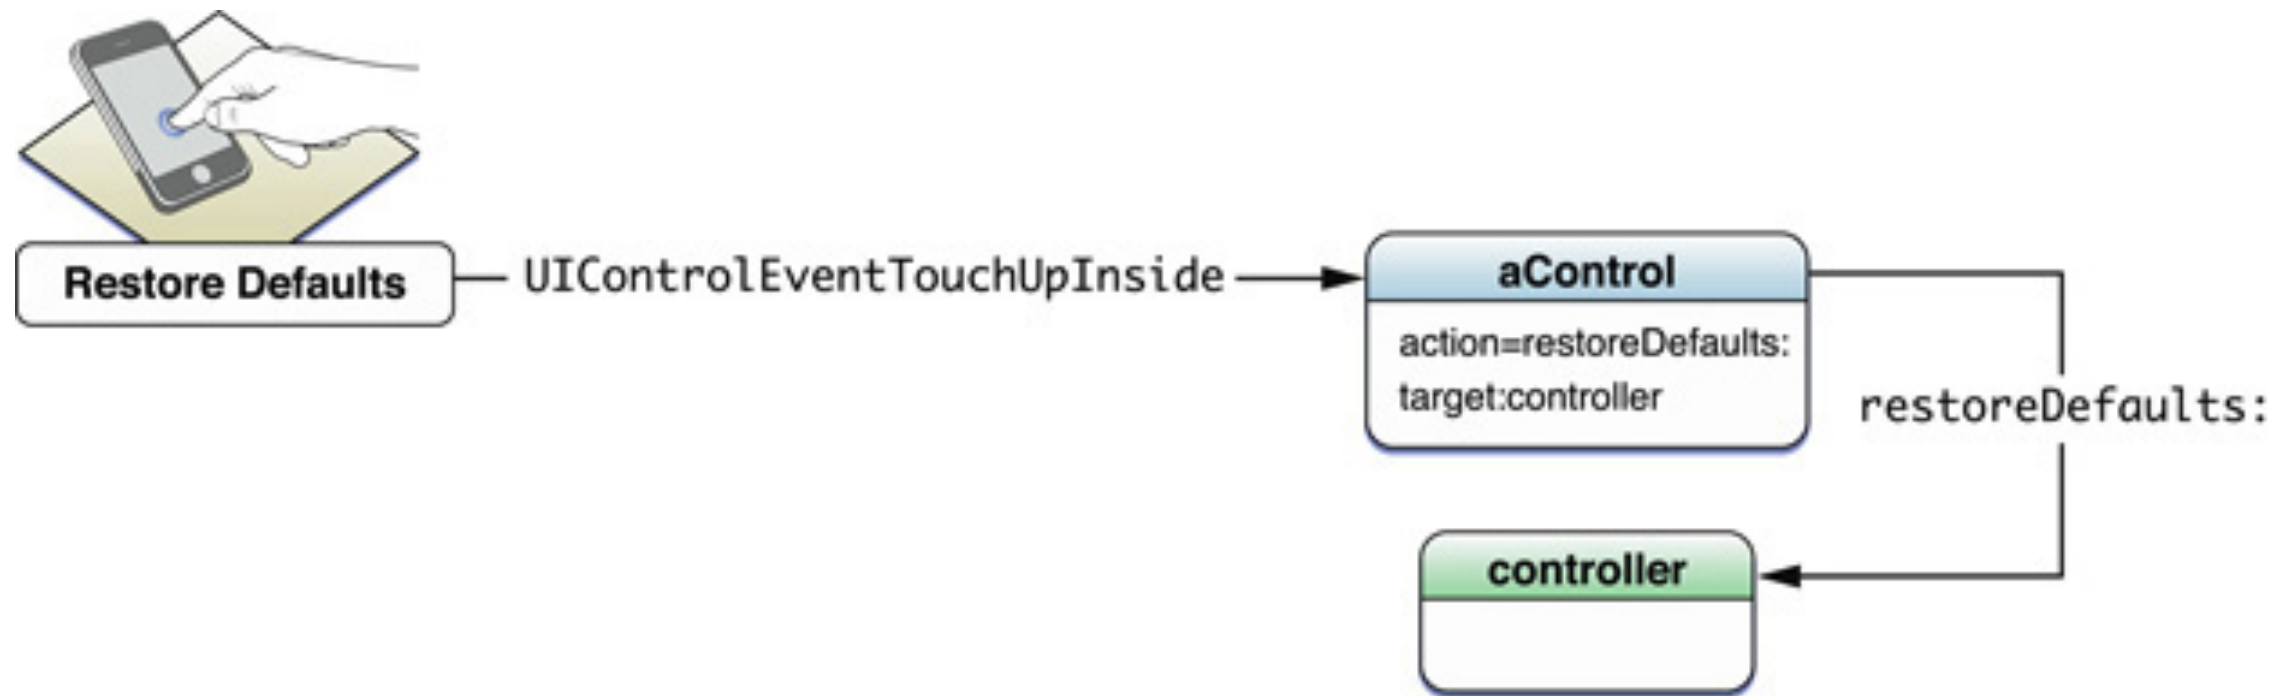 Restore Defaults
UIControlEventTouchUpInside
aControl
action=restoreDefaults:
target:controller
restoreDefaults:
controller